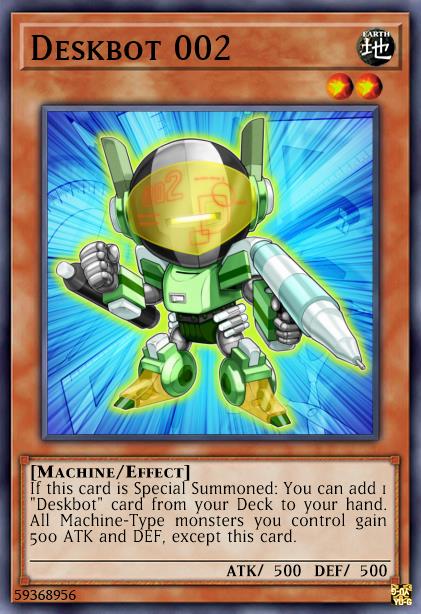 Deskbot 002
EARTH
地
002
[Machine/Effect]
If this card is Special Summoned: You can add 1
"Deskbot" card from your Deck to your hand.
All Machine-Type monsters you control gain
500 ATK and DEF, except this card.
ATK/ 500 DEF/ 500
59368956